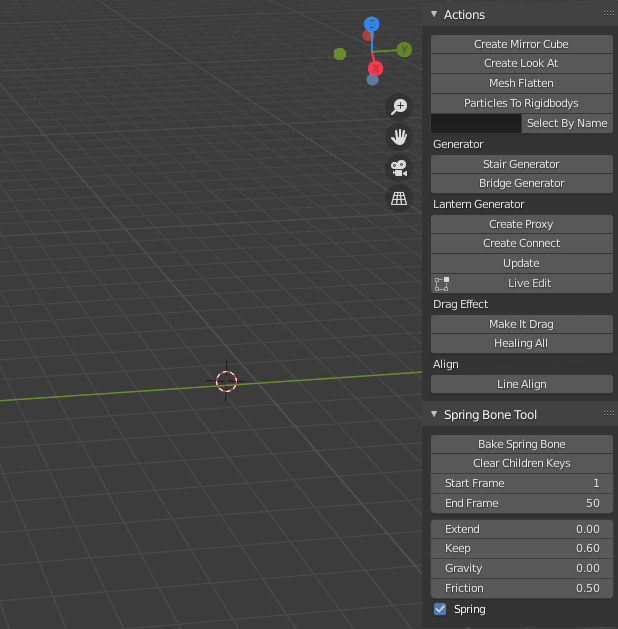 Actions
Z
Y
X
Create Mirror Cube
Create Look At
Mesh Flatten
Particles To Rigidbodys
Select By Name
Generator
Stair Generator
Bridge Generator
Lantern Generator
Create Proxy
Create Connect
Update
Live Edit
Drag Effect
Make It Drag
Healing All
Align
Line Align
Spring Bone Tool
Bake Spring Bone
Clear Children Keys
Start Frame 1
End Frame 50
Extend 0.00
Keep 0.60
Gravity 0.00
Friction 0.50
Spring